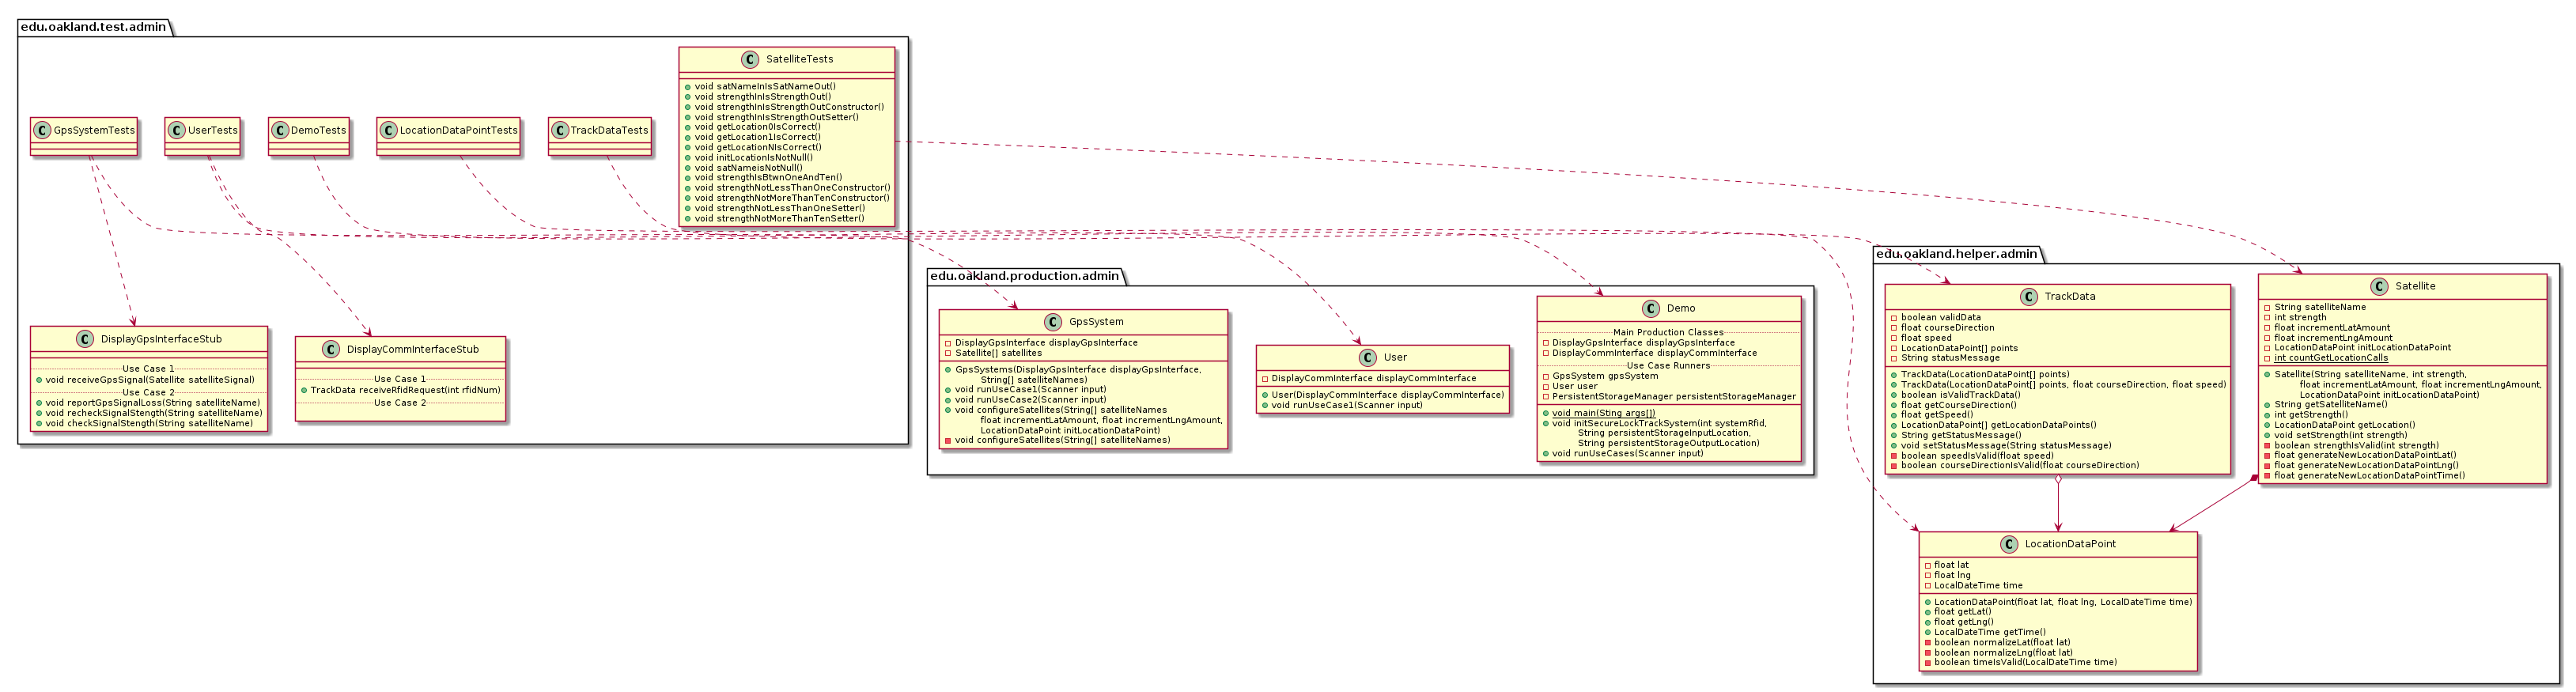 edu.oakland.test.admin
SatelliteTests
void satNameInIsSatNameOut()
void strengthInIsStrengthOut()
void strengthInIsStrengthOutConstructor()
void strengthInIsStrengthOutSetter()
void getLocation0IsCorrect()
void getLocation1IsCorrect()
void getLocationNIsCorrect()
void initLocationIsNotNull()
void satNameisNotNull()
void strengthIsBtwnOneAndTen()
void strengthNotLessThanOneConstructor()
void strengthNotMoreThanTenConstructor()
void strengthNotLessThanOneSetter()
void strengthNotMoreThanTenSetter()
GpsSystemTests
UserTests
DemoTests
LocationDataPointTests
TrackDataTests
DisplayGpsInterfaceStub
Use Case 1
void receiveGpsSignal(Satellite satelliteSignal)
Use Case 2
void reportGpsSignalLoss(String satelliteName)
void recheckSignalStength(String satelliteName)
void checkSignalStength(String satelliteName)
DisplayCommInterfaceStub
Use Case 1
TrackData receiveRfidRequest(int rfidNum)
Use Case 2
edu.oakland.production.admin
GpsSystem
DisplayGpsInterface displayGpsInterface
Satellite[] satellites
GpsSystems(DisplayGpsInterface displayGpsInterface,
String[] satelliteNames)
void runUseCase1(Scanner input)
void runUseCase2(Scanner input)
void configureSatellites(String[] satelliteNames
float incrementLatAmount, float incrementLngAmount,
LocationDataPoint initLocationDataPoint)
void configureSatellites(String[] satelliteNames)
User
DisplayCommInterface displayCommInterface
User(DisplayCommInterface displayCommInterface)
void runUseCase1(Scanner input)
Demo
Main Production Classes
DisplayGpsInterface displayGpsInterface
DisplayCommInterface displayCommInterface
Use Case Runners
GpsSystem gpsSystem
User user
PersistentStorageManager persistentStorageManager
void main(Sting args[])
void initSecureLockTrackSystem(int systemRfid,
String persistentStorageInputLocation,
String persistentStorageOutputLocation)
void runUseCases(Scanner input)
edu.oakland.helper.admin
TrackData
boolean validData
float courseDirection
float speed
LocationDataPoint[] points
String statusMessage
TrackData(LocationDataPoint[] points)
TrackData(LocationDataPoint[] points, float courseDirection, float speed)
boolean isValidTrackData()
float getCourseDirection()
float getSpeed()
LocationDataPoint[] getLocationDataPoints()
String getStatusMessage()
void setStatusMessage(String statusMessage)
boolean speedIsValid(float speed)
boolean courseDirectionIsValid(float courseDirection)
Satellite
String satelliteName
int strength
float incrementLatAmount
float incrementLngAmount
LocationDataPoint initLocationDataPoint
int countGetLocationCalls
Satellite(String satelliteName, int strength,
float incrementLatAmount, float incrementLngAmount,
LocationDataPoint initLocationDataPoint)
String getSatelliteName()
int getStrength()
LocationDataPoint getLocation()
void setStrength(int strength)
boolean strengthIsValid(int strength)
float generateNewLocationDataPointLat()
float generateNewLocationDataPointLng()
float generateNewLocationDataPointTime()
LocationDataPoint
float lat
float lng
LocalDateTime time
LocationDataPoint(float lat, float lng, LocalDateTime time)
float getLat()
float getLng()
LocalDateTime getTime()
boolean normalizeLat(float lat)
boolean normalizeLng(float lat)
boolean timeIsValid(LocalDateTime time)